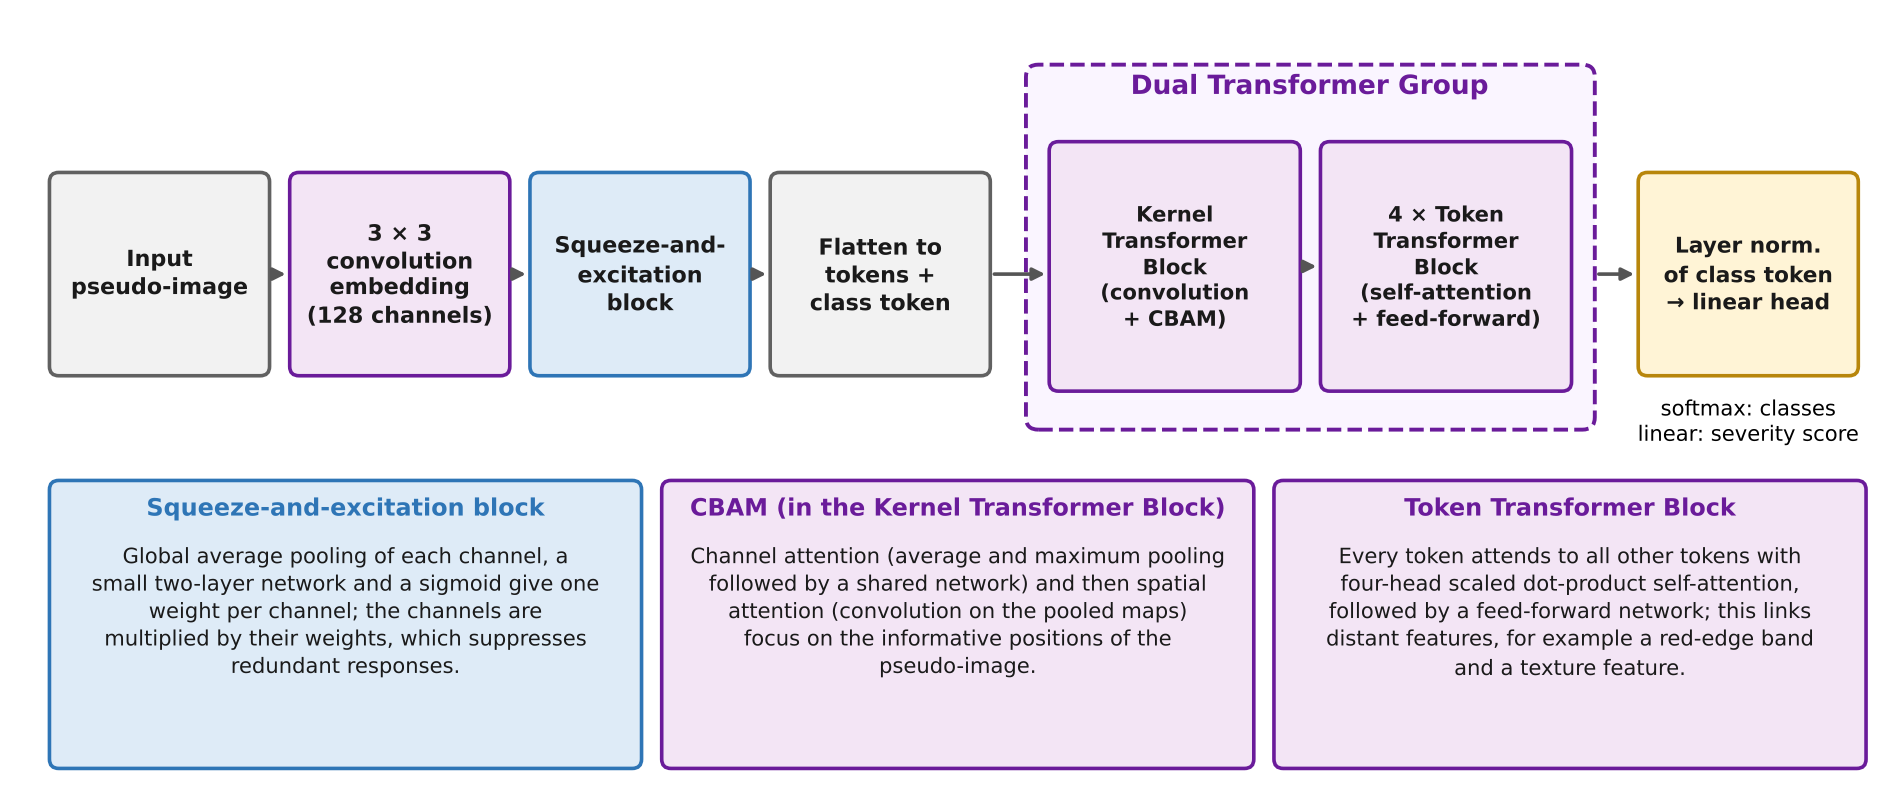 Dual Transformer Group
Input
pseudo-image
3 × 3
convolution
embedding
(128 channels)
Squeeze-and-
excitation
block
Flatten to
tokens +
class token
Kernel
Transformer
Block
(convolution
+ CBAM)
4 × Token
Transformer
Block
(self-attention
+ feed-forward)
Layer norm.
of class token
→ linear head
softmax: classes
linear: severity score
Squeeze-and-excitation block
Global average pooling of each channel, a
small two-layer network and a sigmoid give one
weight per channel; the channels are
multiplied by their weights, which suppresses
redundant responses.
CBAM (in the Kernel Transformer Block)
Channel attention (average and maximum pooling
followed by a shared network) and then spatial
attention (convolution on the pooled maps)
focus on the informative positions of the
pseudo-image.
Token Transformer Block
Every token attends to all other tokens with
four-head scaled dot-product self-attention,
followed by a feed-forward network; this links
distant features, for example a red-edge band
and a texture feature.